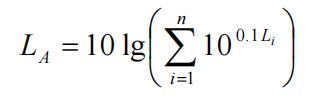 L_A = 10 lg( ∑_{i=1}^{n} 10^{0.1 L_i} )